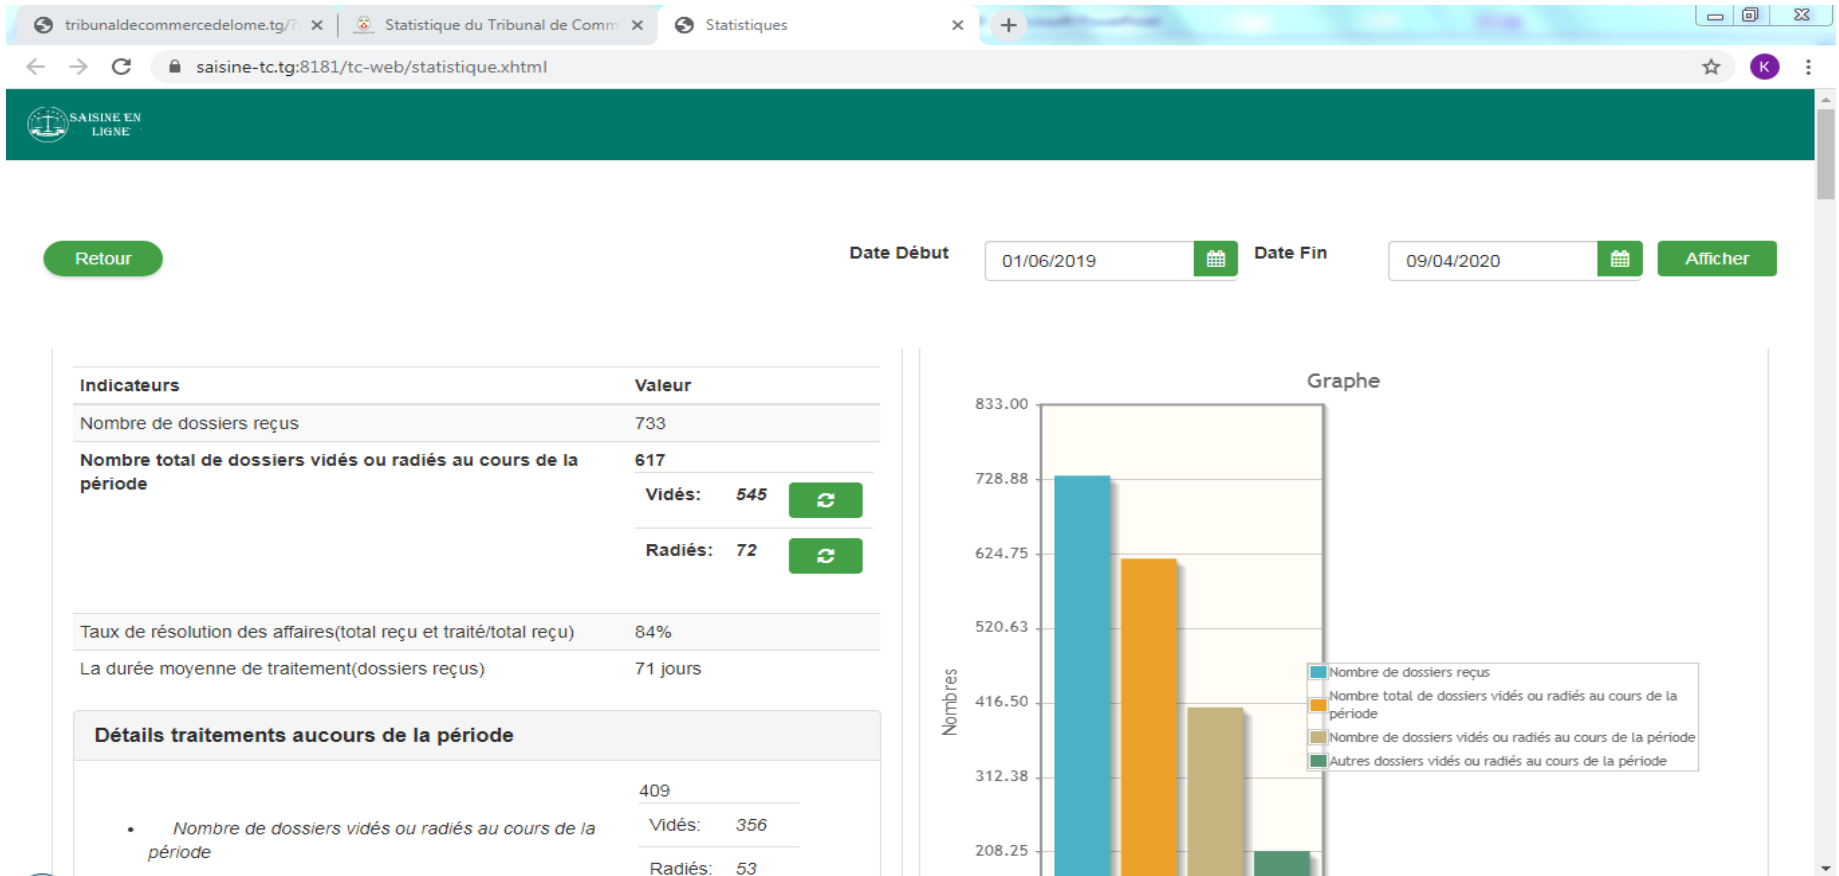 tribunaldecommercedelome.tg/?
Statistique du Tribunal de Comm
Statistiques
saisine-tc.tg:8181/tc-web/statistique.xhtml
K
SAISINE EN
LIGNE
Retour
Date Début
01/06/2019
Date Fin
09/04/2020
Afficher
Indicateurs Valeur
Nombre de dossiers reçus 733
Nombre total de dossiers vidés ou radiés au cours de la 617
période
Vidés: 545
Radiés: 72
Taux de résolution des affaires(total reçu et traité/total reçu) 84%
La durée moyenne de traitement(dossiers reçus) 71 jours
Détails traitements aucours de la période
409
• Nombre de dossiers vidés ou radiés au cours de la
période
Vidés: 356
Radiés: 53
Graphe
833.00
728.88
624.75
520.63
416.50
312.38
208.25
Nombres
Nombre de dossiers reçus
Nombre total de dossiers vidés ou radiés au cours de la
période
Nombre de dossiers vidés ou radiés au cours de la période
Autres dossiers vidés ou radiés au cours de la période